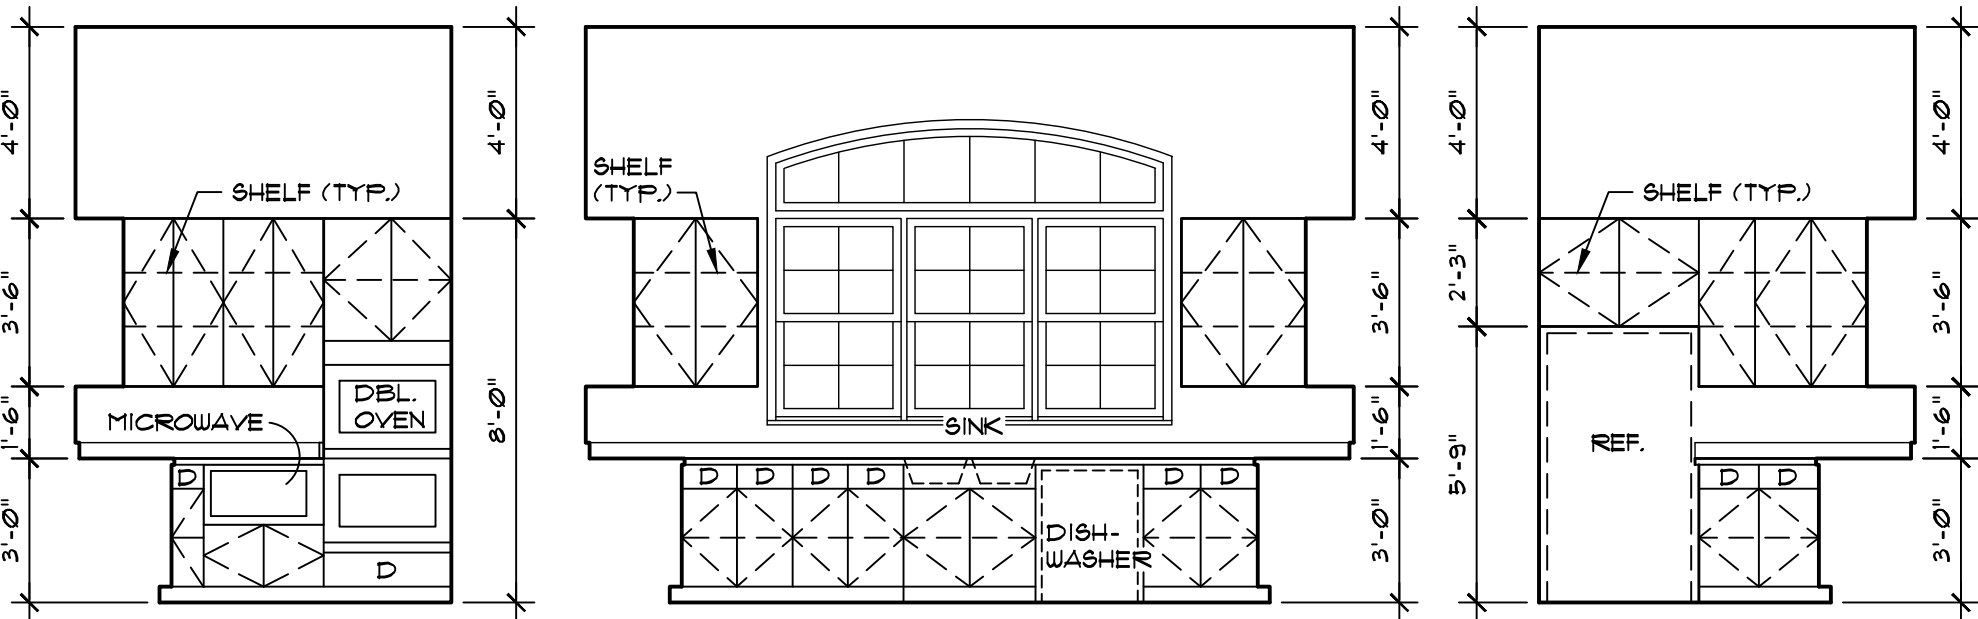 4'-0"
3'-6"
1'-6"
3'-0"
SHELF (TYP.)
MICROWAVE
DBL.
OVEN
D
D
4'-0"
8'-0"
SHELF
(TYP.)
SINK
D D D D D D
DISH-
WASHER
4'-0"
3'-6"
1'-6"
3'-0"
4'-0"
2'-3"
5'-9"
SHELF (TYP.)
REF.
D D
4'-0"
3'-6"
1'-6"
3'-0"